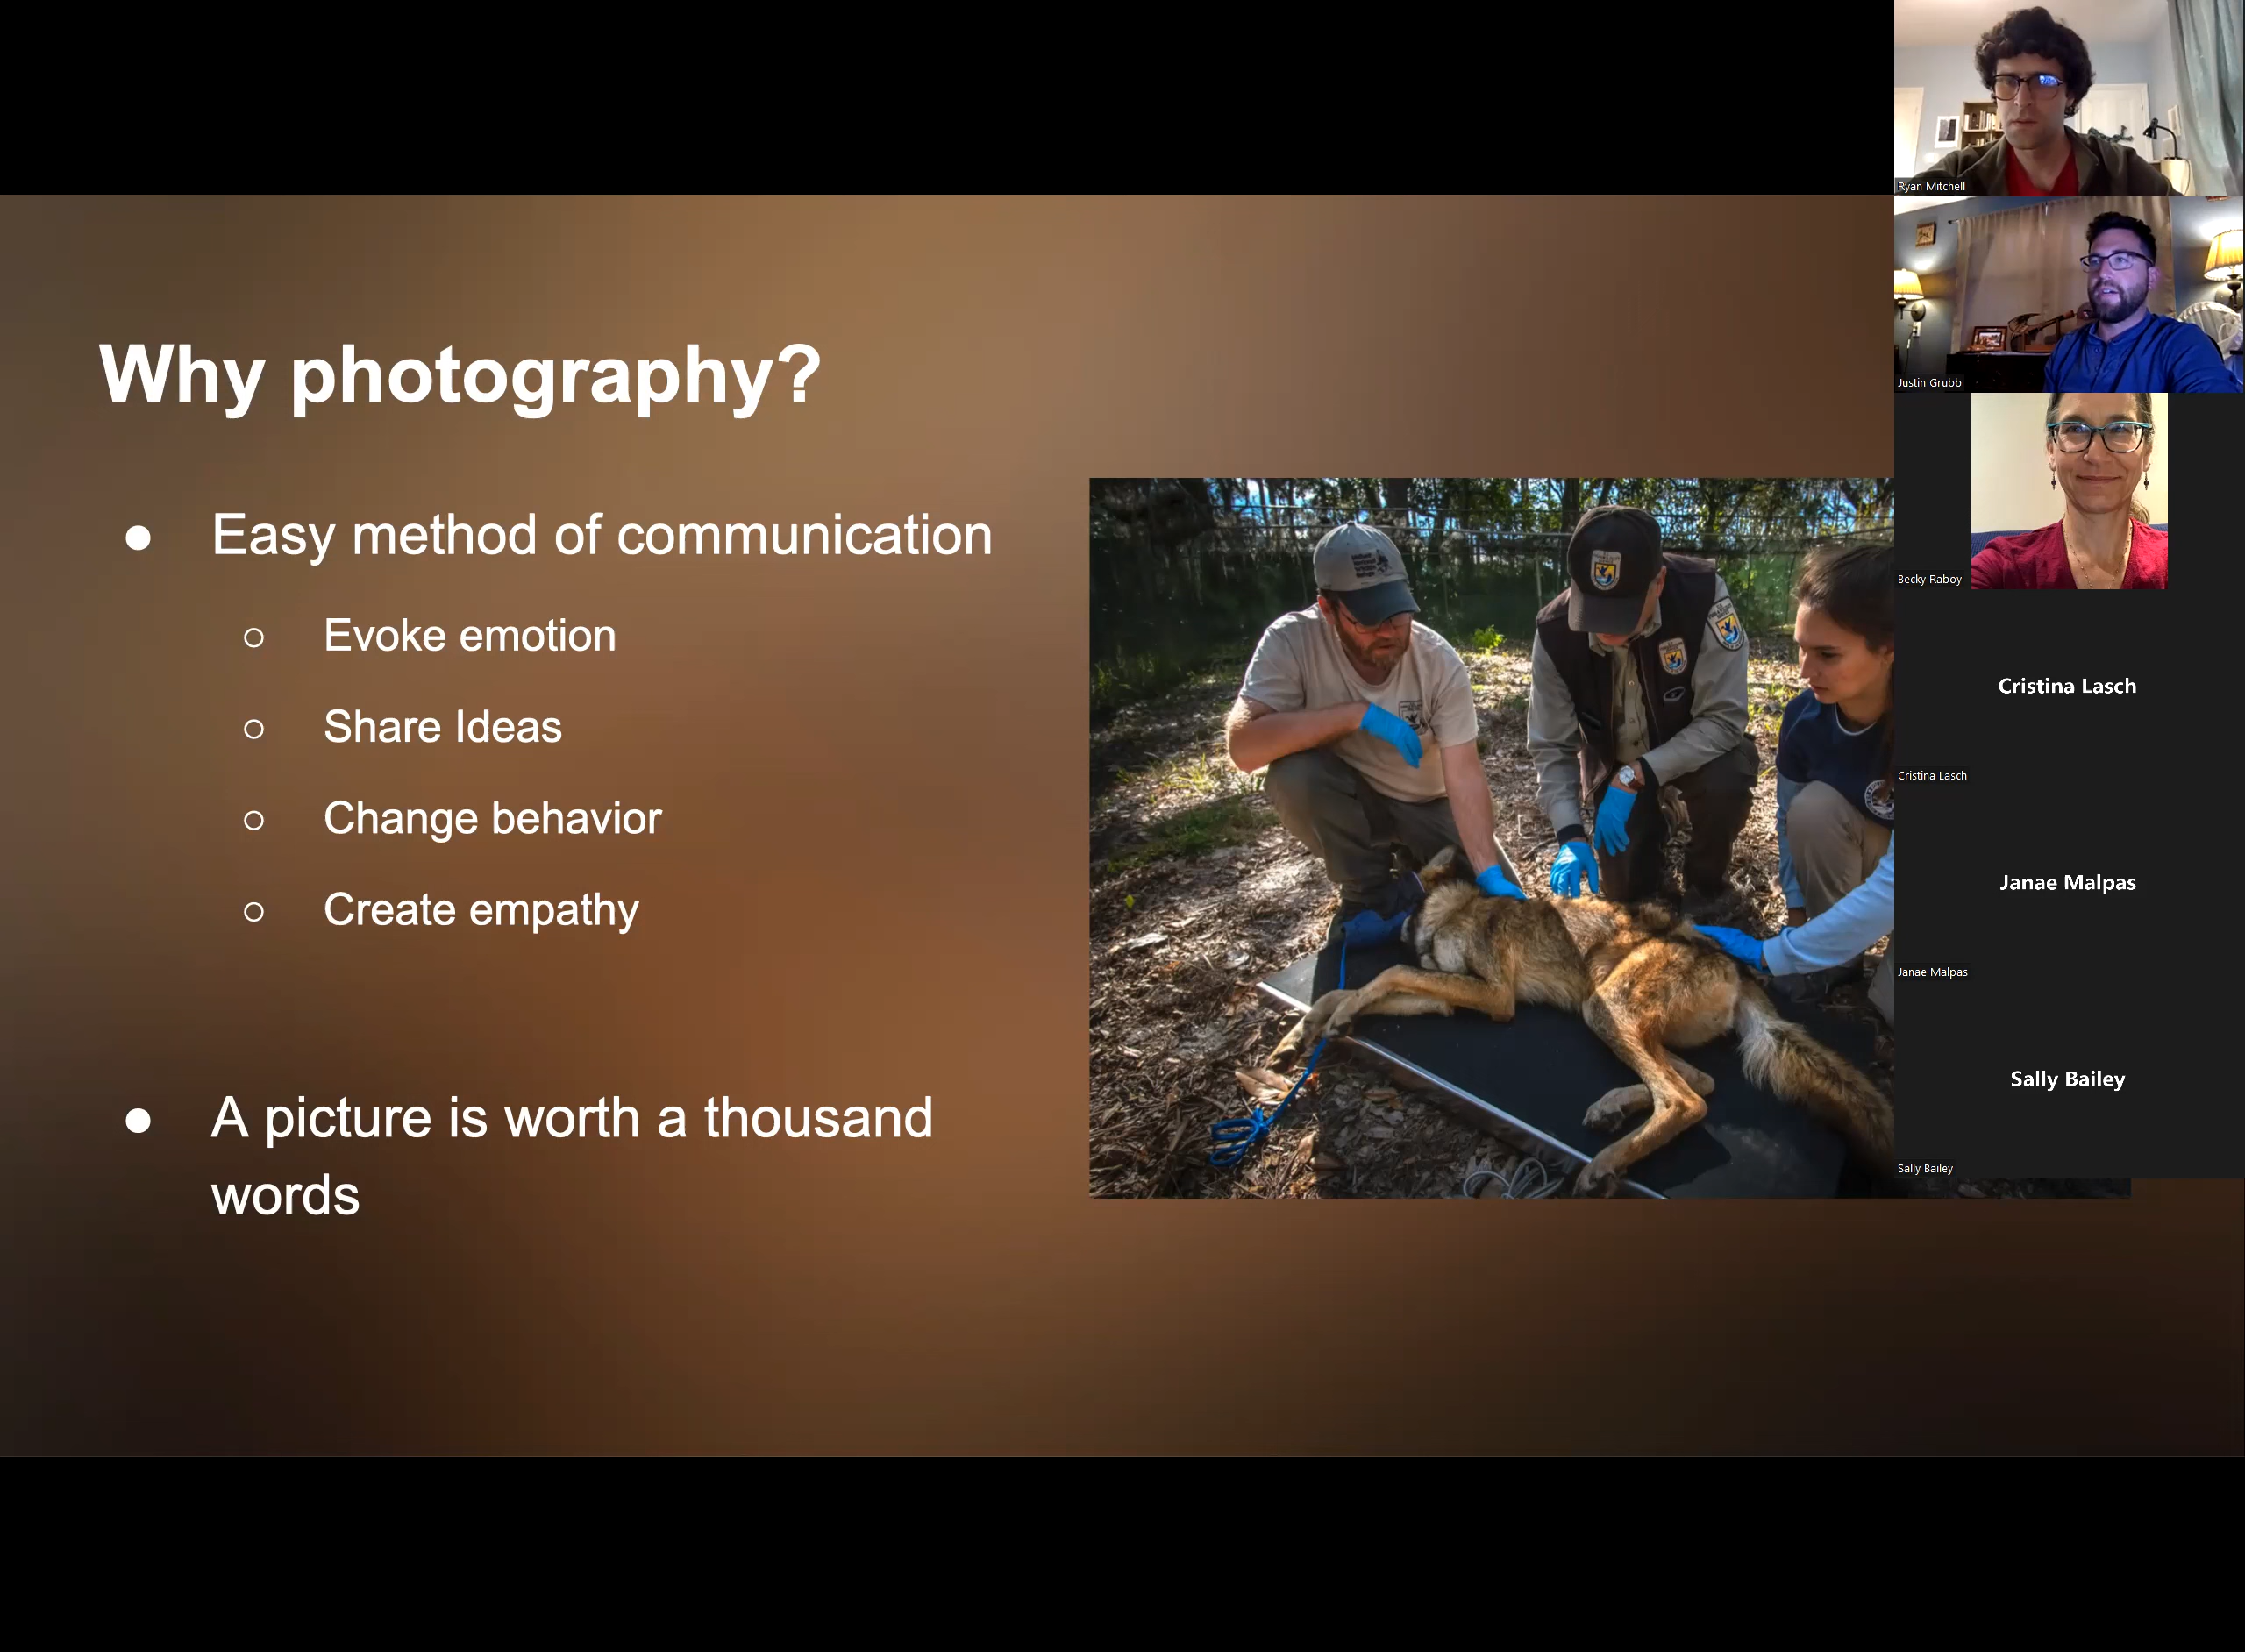 Why photography?
Easy method of communication
Evoke emotion
Share Ideas
Change behavior
Create empathy
A picture is worth a thousand
words
Ryan Mitchell
Justin Grubb
Becky Raboy
Cristina Lasch
Cristina Lasch
Janae Malpas
Janae Malpas
Sally Bailey
Sally Bailey